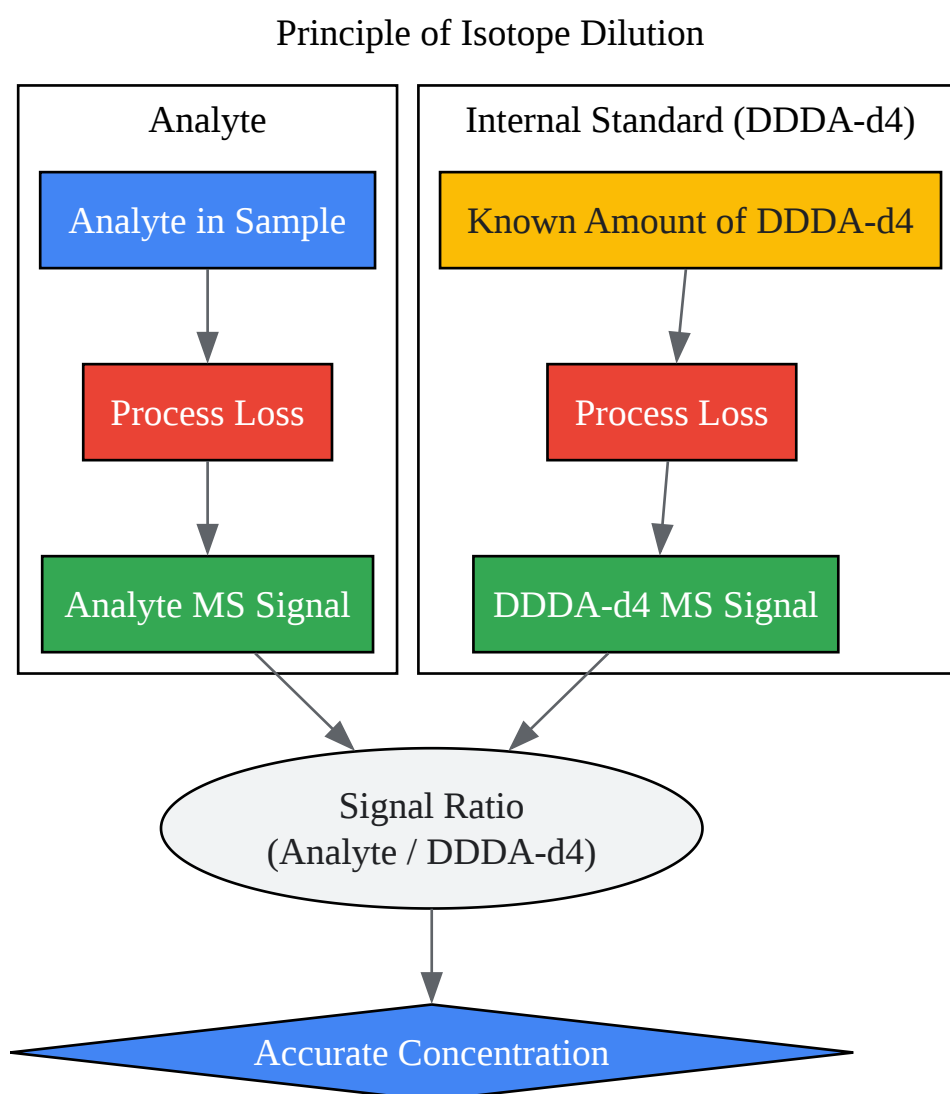 Principle of Isotope Dilution
Analyte
Analyte in Sample
Process Loss
Analyte MS Signal
Internal Standard (DDDA-d4)
Known Amount of DDDA-d4
Process Loss
DDDA-d4 MS Signal
Signal Ratio
(Analyte / DDDA-d4)
Accurate Concentration